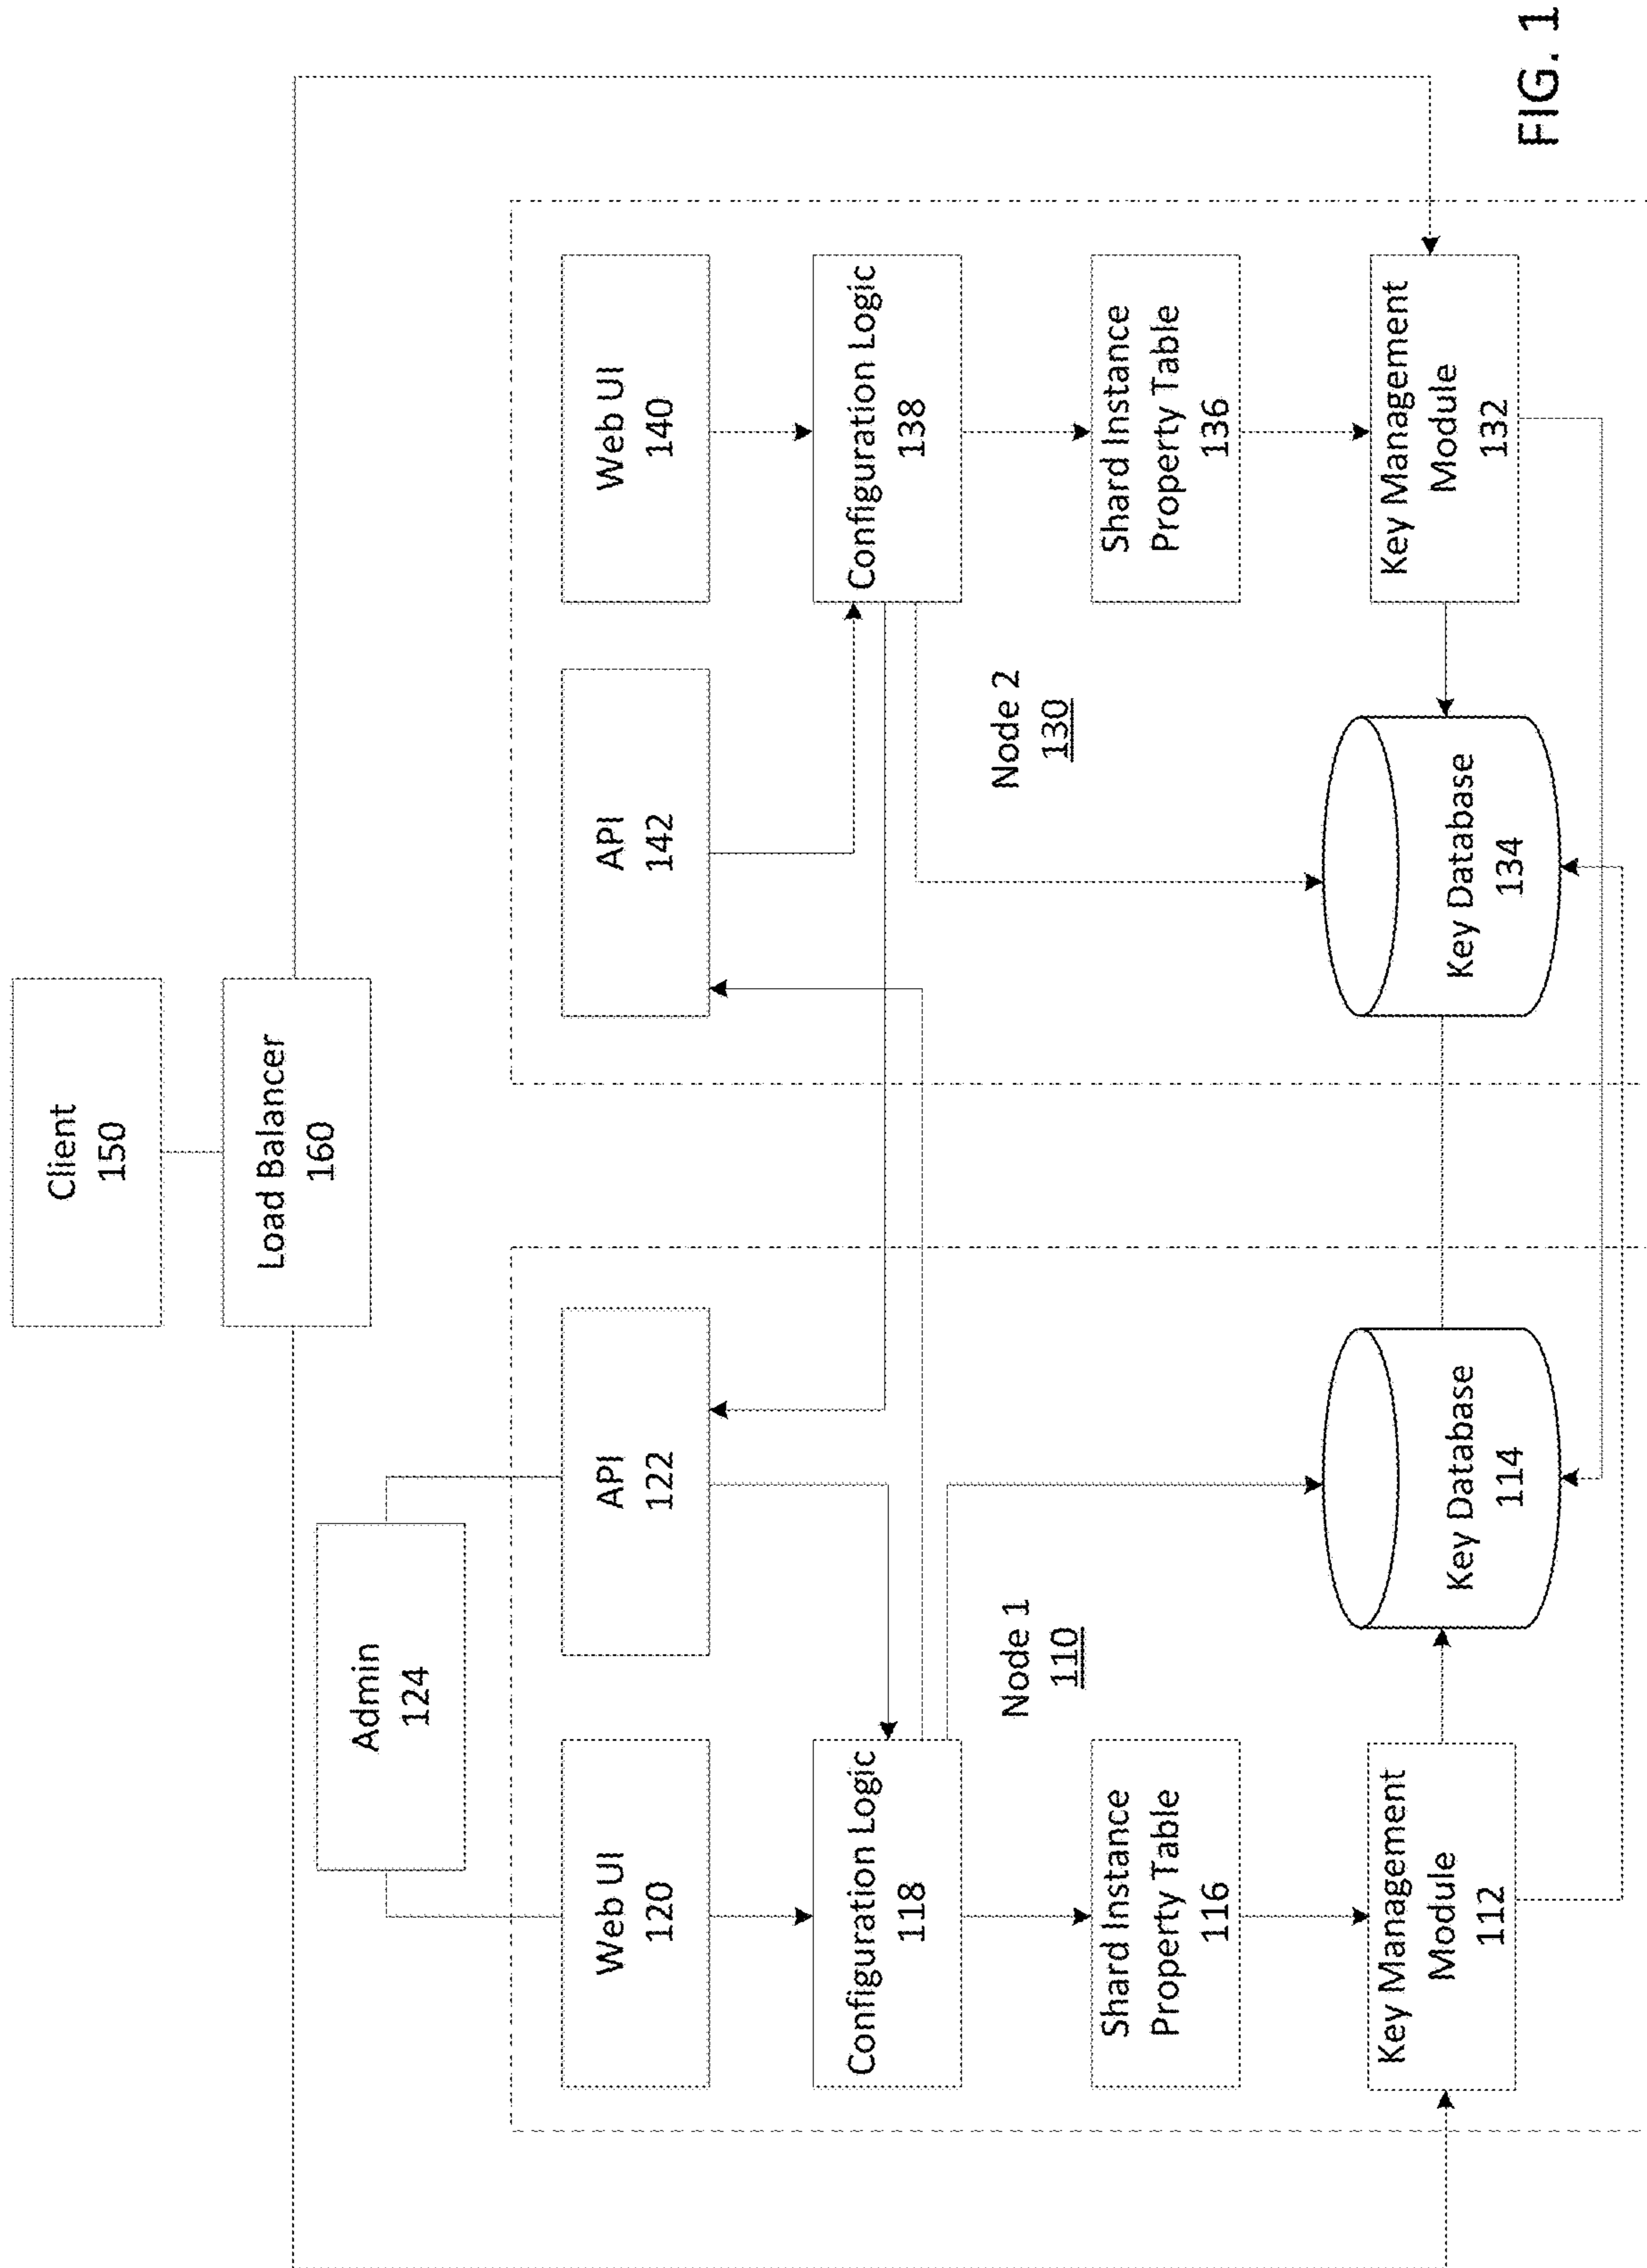 Client
150
Load Balancer
160
Admin
124
Web UI
120
API
122
API
142
Web UI
140
Configuration Logic
118
Configuration Logic
138
Node 1
110
Node 2
130
Shard Instance
Property Table
116
Shard Instance
Property Table
136
Key Management
Module
112
Key Database
114
Key Database
134
Key Management
Module
132
FIG. 1